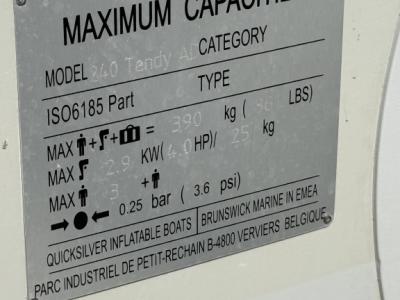 MAXIMUM CAPACITIE
MODEL 240 Tendy A CATEGORY
ISO6185 Part TYPE
MAX + + = 390 kg ( LBS)
MAX 2.9 KW( 4.0 HP)/ 25 kg
MAX 3 +
0.25 bar ( 3.6 psi)
QUICKSILVER INFLATABLE BOATS BRUNSWICK MARINE IN EMEA
PARC INDUSTRIEL DE PETIT-RECHAIN B-4800 VERVIERS BELGIQUE